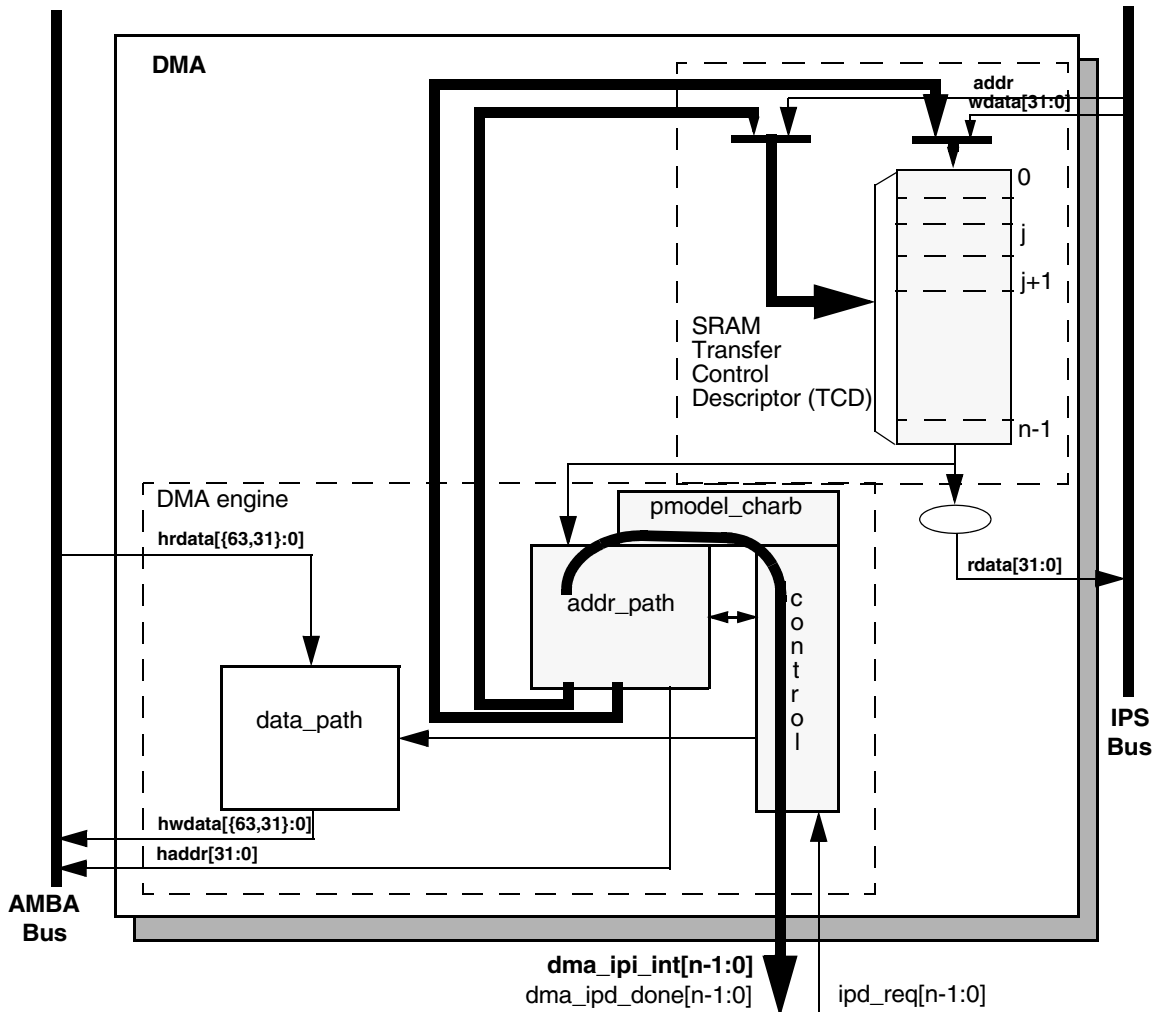 DMA
addr
wdata[31:0]
0
j
j+1
SRAM
Transfer
Control
Descriptor (TCD)
n-1
DMA engine
pmodel_charb
hrdata[{63,31}:0]
rdata[31:0]
addr_path
control
data_path
IPS
Bus
hwdata[{63,31}:0]
haddr[31:0]
AMBA
Bus
dma_ipi_int[n-1:0]
dma_ipd_done[n-1:0]
ipd_req[n-1:0]